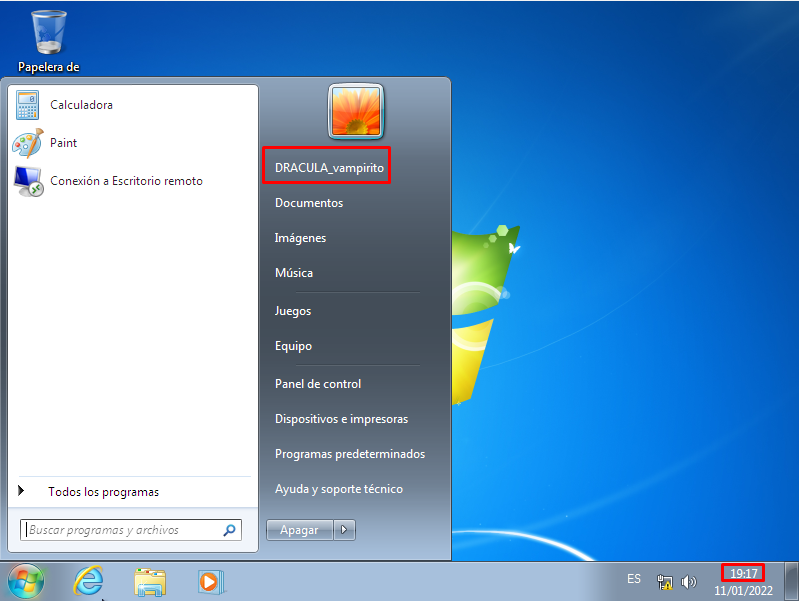 Papelera de
Calculadora
Paint
Conexión a Escritorio remoto
Todos los programas
Buscar programas y archivos
DRACULA_vampirito
Documentos
Imágenes
Música
Juegos
Equipo
Panel de control
Dispositivos e impresoras
Programas predeterminados
Ayuda y soporte técnico
Apagar
ES
19:17
11/01/2022